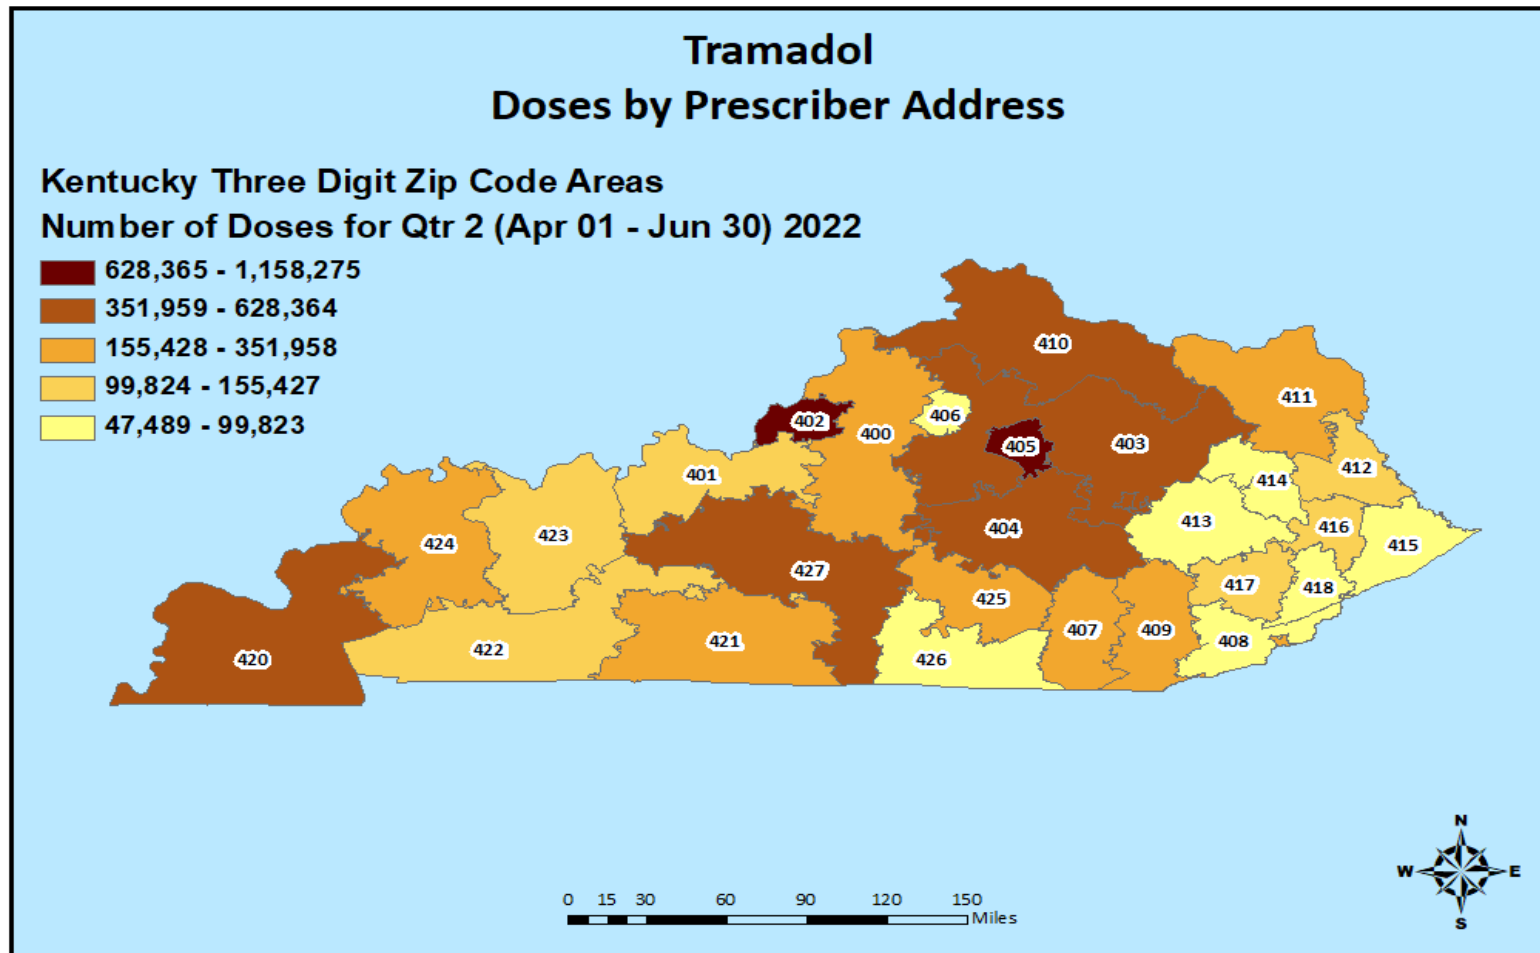 Tramadol
Doses by Prescriber Address
Kentucky Three Digit Zip Code Areas
Number of Doses for Qtr 2 (Apr 01 - Jun 30) 2022
628,365 - 1,158,275
351,959 - 628,364
155,428 - 351,958
99,824 - 155,427
47,489 - 99,823
410
411
406
402
400
405
403
401
412
414
413
416
415
423
424
404
427
417
418
425
407
409
408
421
422
426
420
N
W E
S
0 15 30 60 90 120 150
Miles